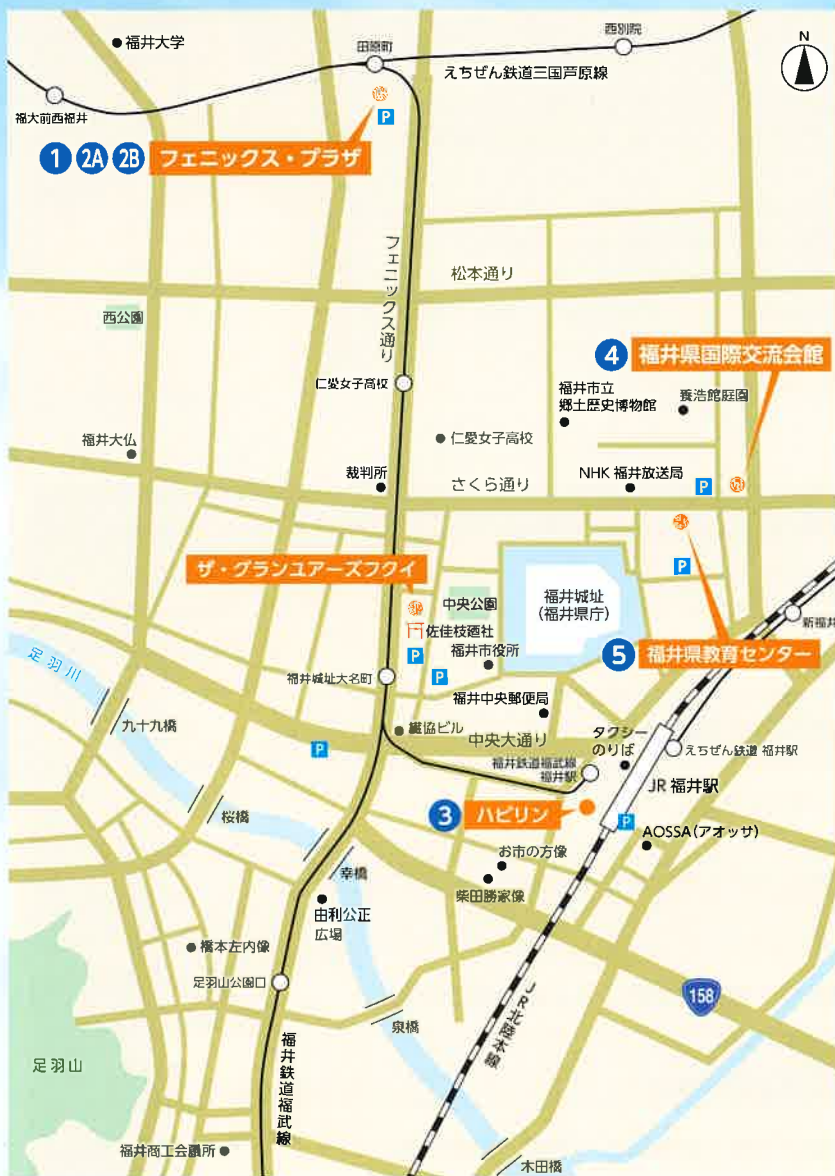 福井大学
田原町
西別院
N
えちぜん鉄道三国芦原線
福大前西福井
P
1 2A 2B フェニックス・プラザ
フェニックス通り
松本通り
西公園
4 福井県国際交流会館
仁愛女子高校
福井市立
郷土歴史博物館
養浩館庭園
福井大仏
仁愛女子高校
裁判所
さくら通り
NHK 福井放送局
P
ザ・グランユアーズフクイ
中央公園
福井城址
(福井県庁)
P
佐佳枝廼社
新福井
足羽川
福井市役所
5 福井県教育センター
P
P
福井城址大名町
福井中央郵便局
九十九橋
繊協ビル
中央大通り
タクシー
のりば
えちぜん鉄道 福井駅
P
福井鉄道福武線
福井駅
JR 福井駅
桜橋
3 ハピリン
P
AOSSA(アオッサ)
お市の方像
幸橋
柴田勝家像
由利公正
広場
橋本左内像
足羽山公園口
158
泉橋
JR北陸本線
足羽山
福井鉄道福武線
福井商工会議所
木田橋